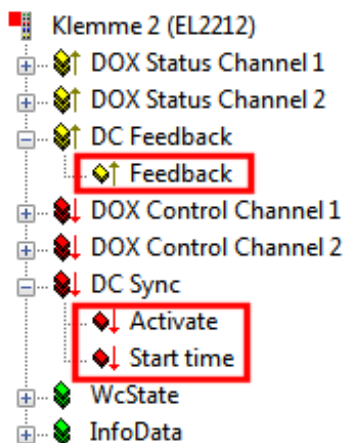 Klemme 2 (EL2212)
DOX Status Channel 1
DOX Status Channel 2
DC Feedback
Feedback
DOX Control Channel 1
DOX Control Channel 2
DC Sync
Activate
Start time
WcState
InfoData